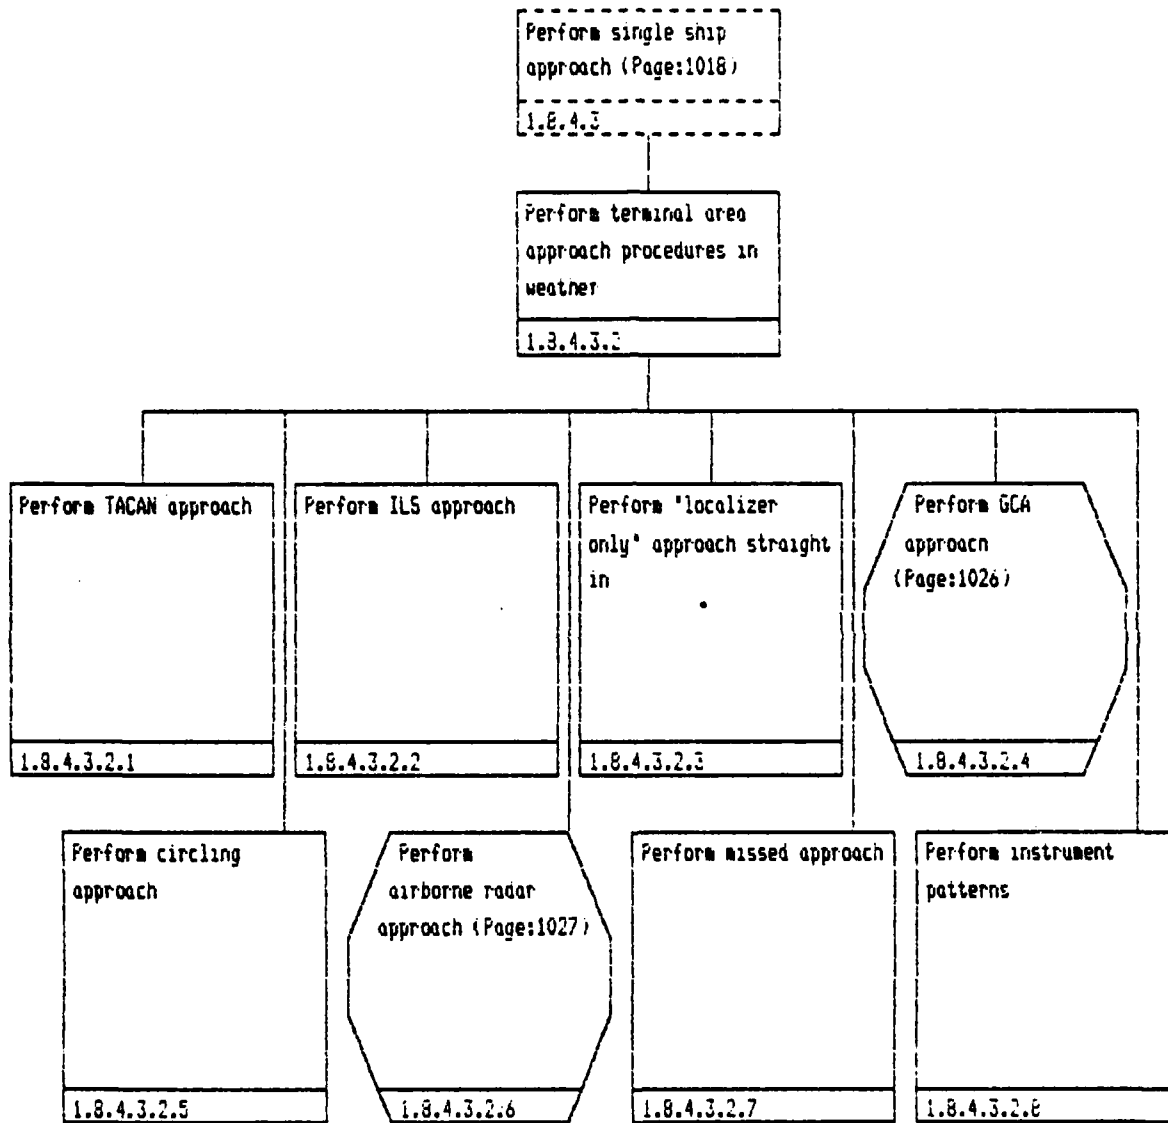 Perform single ship
approach (Page:1018)
1.8.4.3
Perform terminal area
approach procedures in
weather
1.8.4.3.2
Perform TACAN approach
1.8.4.3.2.1
Perform ILS approach
1.8.4.3.2.2
Perform "localizer
only" approach straight
in
1.8.4.3.2.3
Perform GCA
approach
(Page:1026)
1.8.4.3.2.4
Perform circling
approach
1.8.4.3.2.5
Perform
airborne radar
approach (Page:1027)
1.8.4.3.2.6
Perform missed approach
1.8.4.3.2.7
Perform instrument
patterns
1.8.4.3.2.8